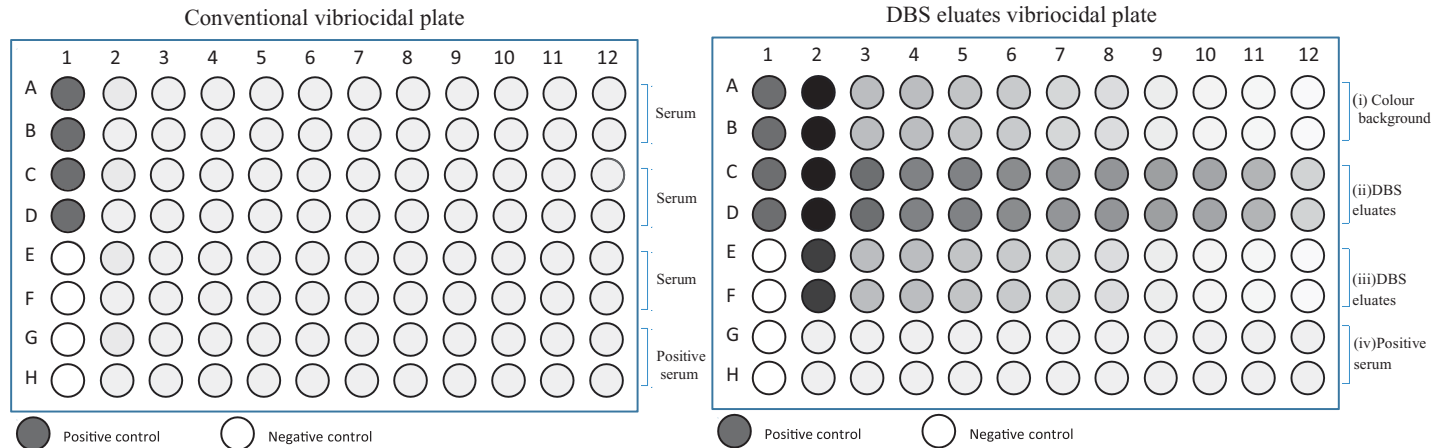 Conventional vibriocidal plate
1 2 3 4 5 6 7 8 9 10 11 12
A
B
C
D
E
F
G
H
Serum
Serum
Serum
Positive
serum
Positive control
Negative control
DBS eluates vibriocidal plate
1 2 3 4 5 6 7 8 9 10 11 12
A
B
C
D
E
F
G
H
(i) Colour
background
(ii)DBS
eluates
(iii)DBS
eluates
(iv)Positive
serum
Positive control
Negative control